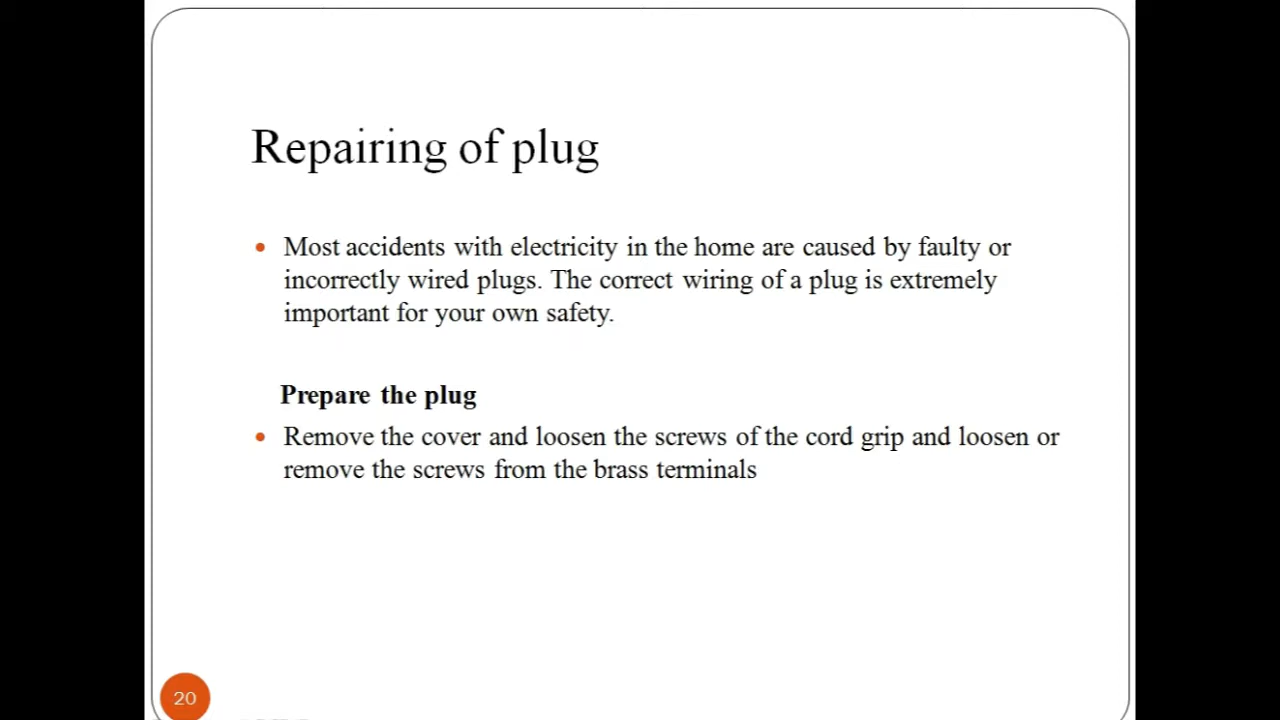 Repairing of plug
• Most accidents with electricity in the home are caused by faulty or
incorrectly wired plugs. The correct wiring of a plug is extremely
important for your own safety.
Prepare the plug
• Remove the cover and loosen the screws of the cord grip and loosen or
remove the screws from the brass terminals
20